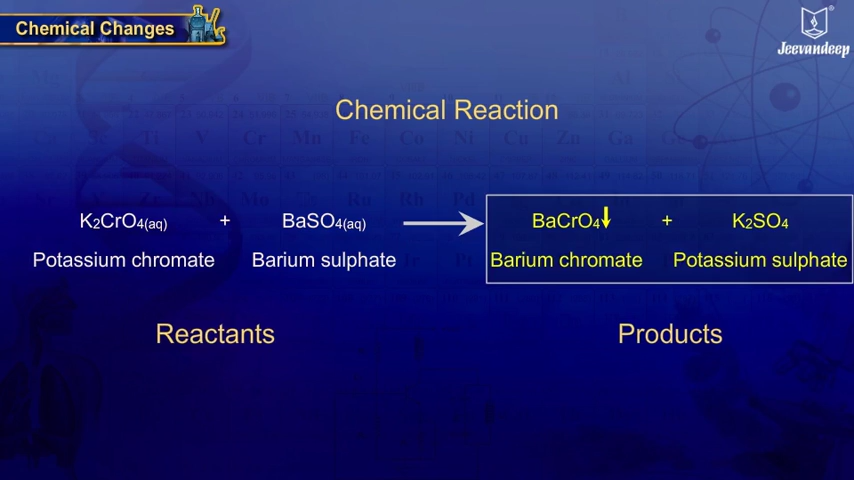 Chemical Changes
Jeevandeep®
Chemical Reaction
K2CrO4(aq) + BaSO4(aq) → BaCrO4↓ + K2SO4
Potassium chromate Barium sulphate Barium chromate Potassium sulphate
Reactants Products